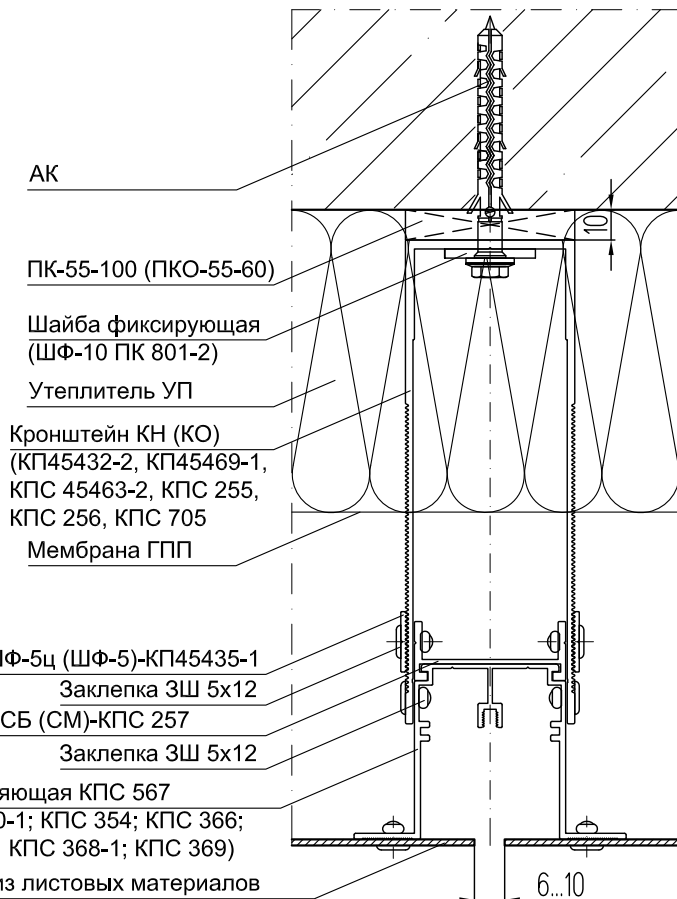 АК
10
ПК-55-100 (ПКО-55-60)
Шайба фиксирующая
(ШФ-10 ПК 801-2)
Утеплитель УП
Кронштейн КН (КО)
(КП45432-2, КП45469-1,
КПС 45463-2, КПС 255,
КПС 256, КПС 705
Мембрана ГПП
ШФ-5ц (ШФ-5)-КП45435-1
Заклепка ЗШ 5х12
СБ (СМ)-КПС 257
Заклепка ЗШ 5х12
яющая КПС 567
0-1; КПС 354; КПС 366;
КПС 368-1; КПС 369)
из листовых материалов
6...10